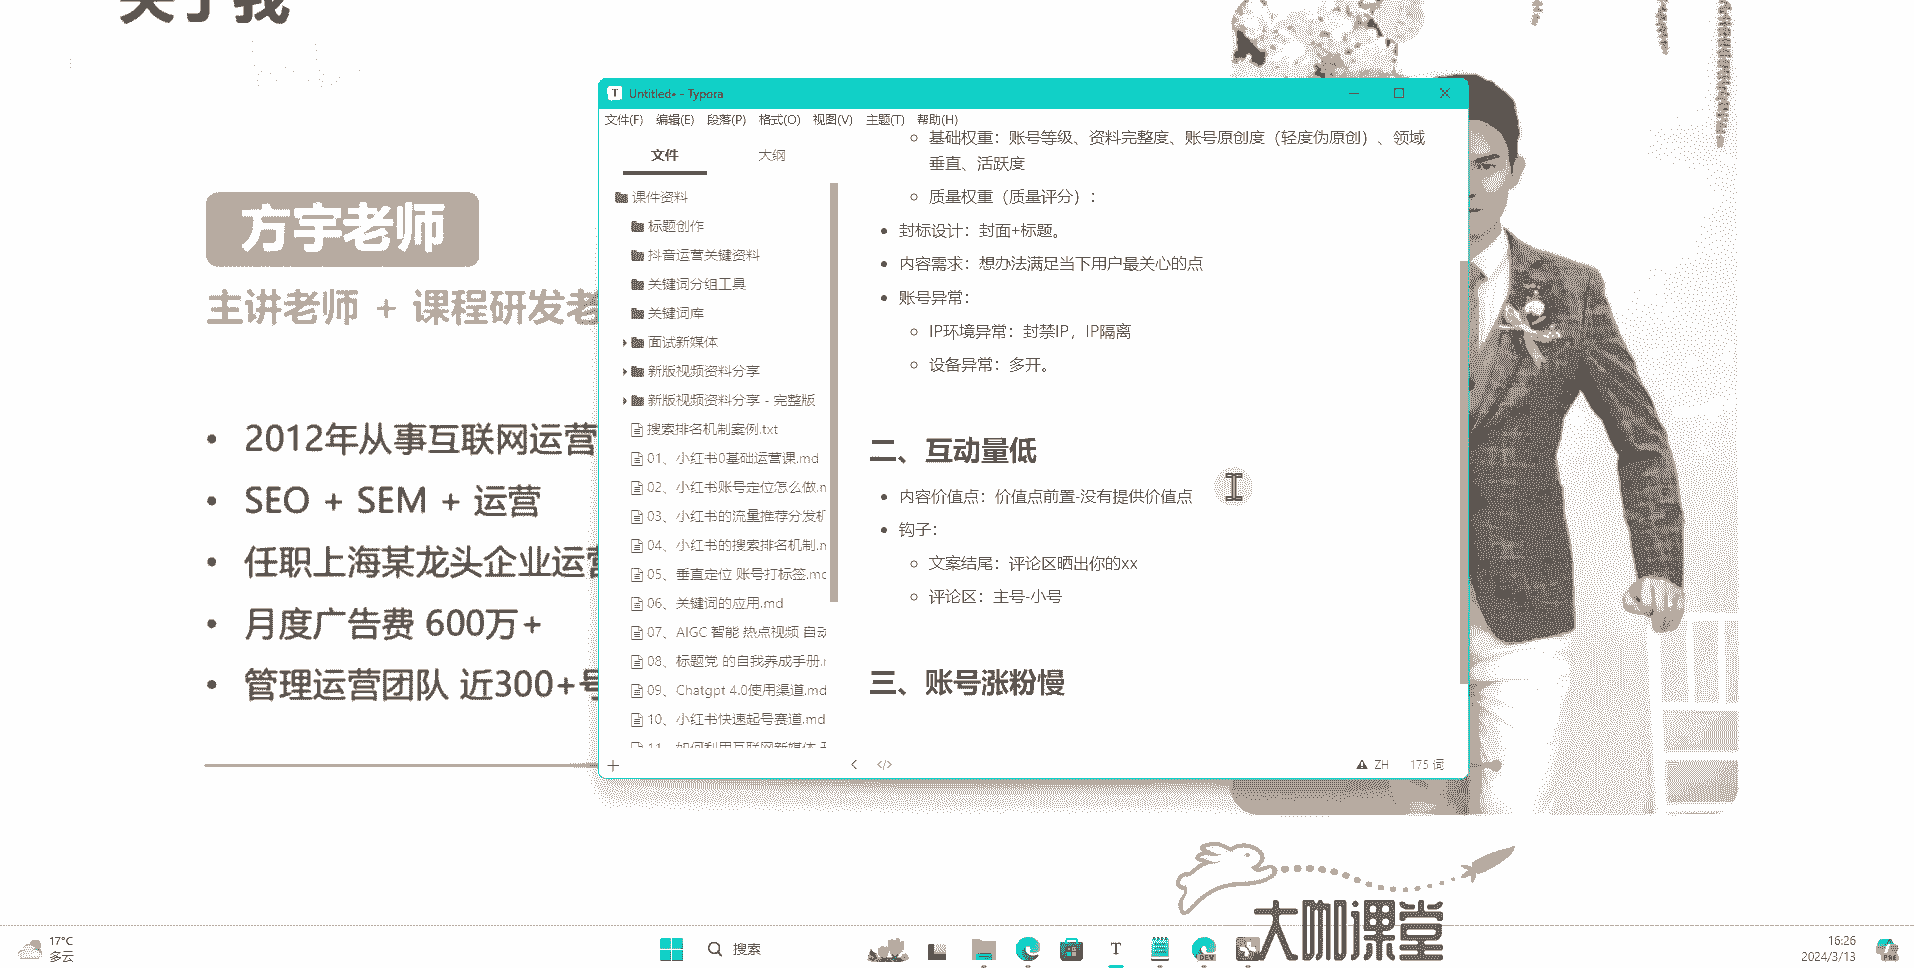 关于我
方宇老师
主讲老师 + 课程研发老
• 2012年从事互联网运营
• SEO + SEM + 运营
• 任职上海某龙头企业运营
• 月度广告费 600万+
• 管理运营团队 近300+号
Untitled• - Typora
文件(F) 编辑(E) 段落(P) 格式(O) 视图(V) 主题(T) 帮助(H)
文件 大纲
课件资料
标题创作
抖音运营关键资料
关键词分组工具
关键词库
面试新媒体
新版视频资料分享
新版视频资料分享 - 完整版
搜索排名机制案例.txt
01、小红书0基础运营课.md
02、小红书账号定位怎么做.m
03、小红书的流量推荐分发机
04、小红书的搜索排名机制.m
05、垂直定位 账号打标签.md
06、关键词的应用.md
07、AIGC 智能 热点视频 自动
08、标题党 的自我养成手册.m
09、Chatgpt 4.0使用渠道.md
10、小红书快速起号赛道.md
11、如何利用互联网新媒体
基础权重：账号等级、资料完整度、账号原创度（轻度伪原创）、领域
垂直、活跃度
质量权重（质量评分）：
• 封标设计：封面+标题。
• 内容需求：想办法满足当下用户最关心的点
• 账号异常：
IP环境异常：封禁IP，IP隔离
设备异常：多开。
二、互动量低
• 内容价值点：价值点前置-没有提供价值点
• 钩子：
文案结尾：评论区晒出你的xx
评论区：主号-小号
三、账号涨粉慢
ZH 175 词
大咖课堂
17°C
多云
搜索
16:26
2024/3/13